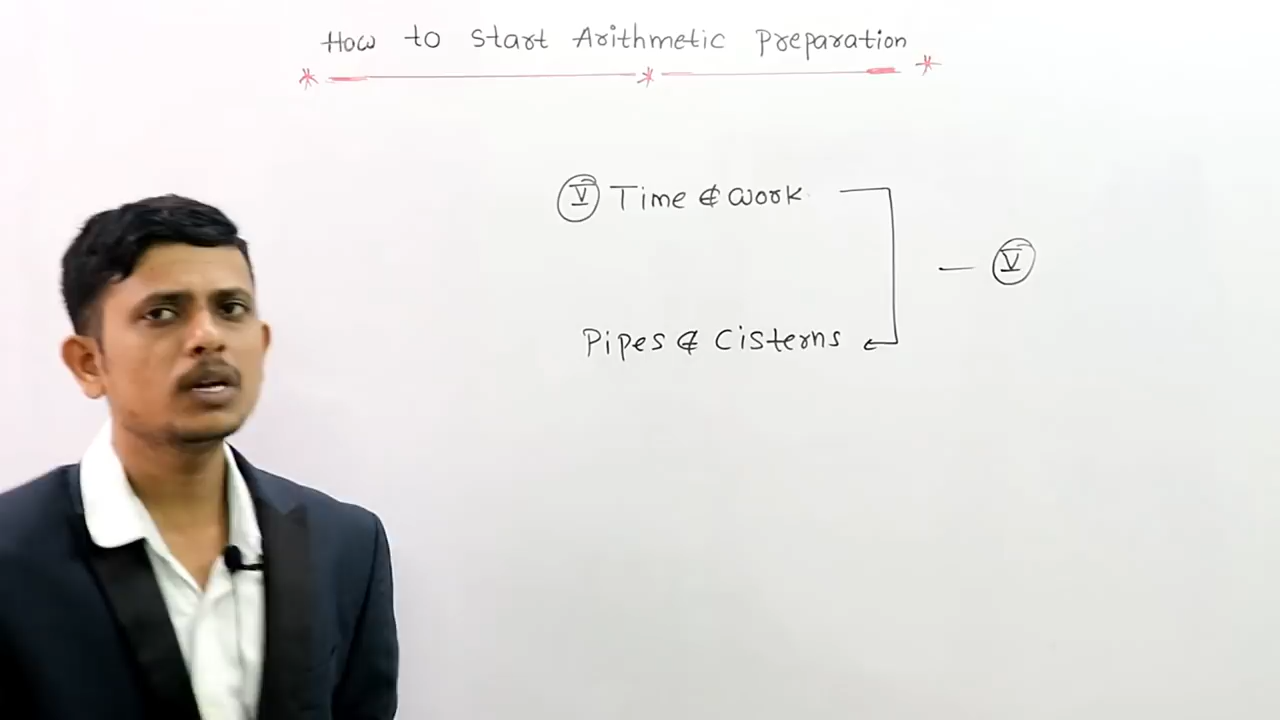 How to Start Arithmetic Preparation
V Time & Work
— V
Pipes & Cisterns